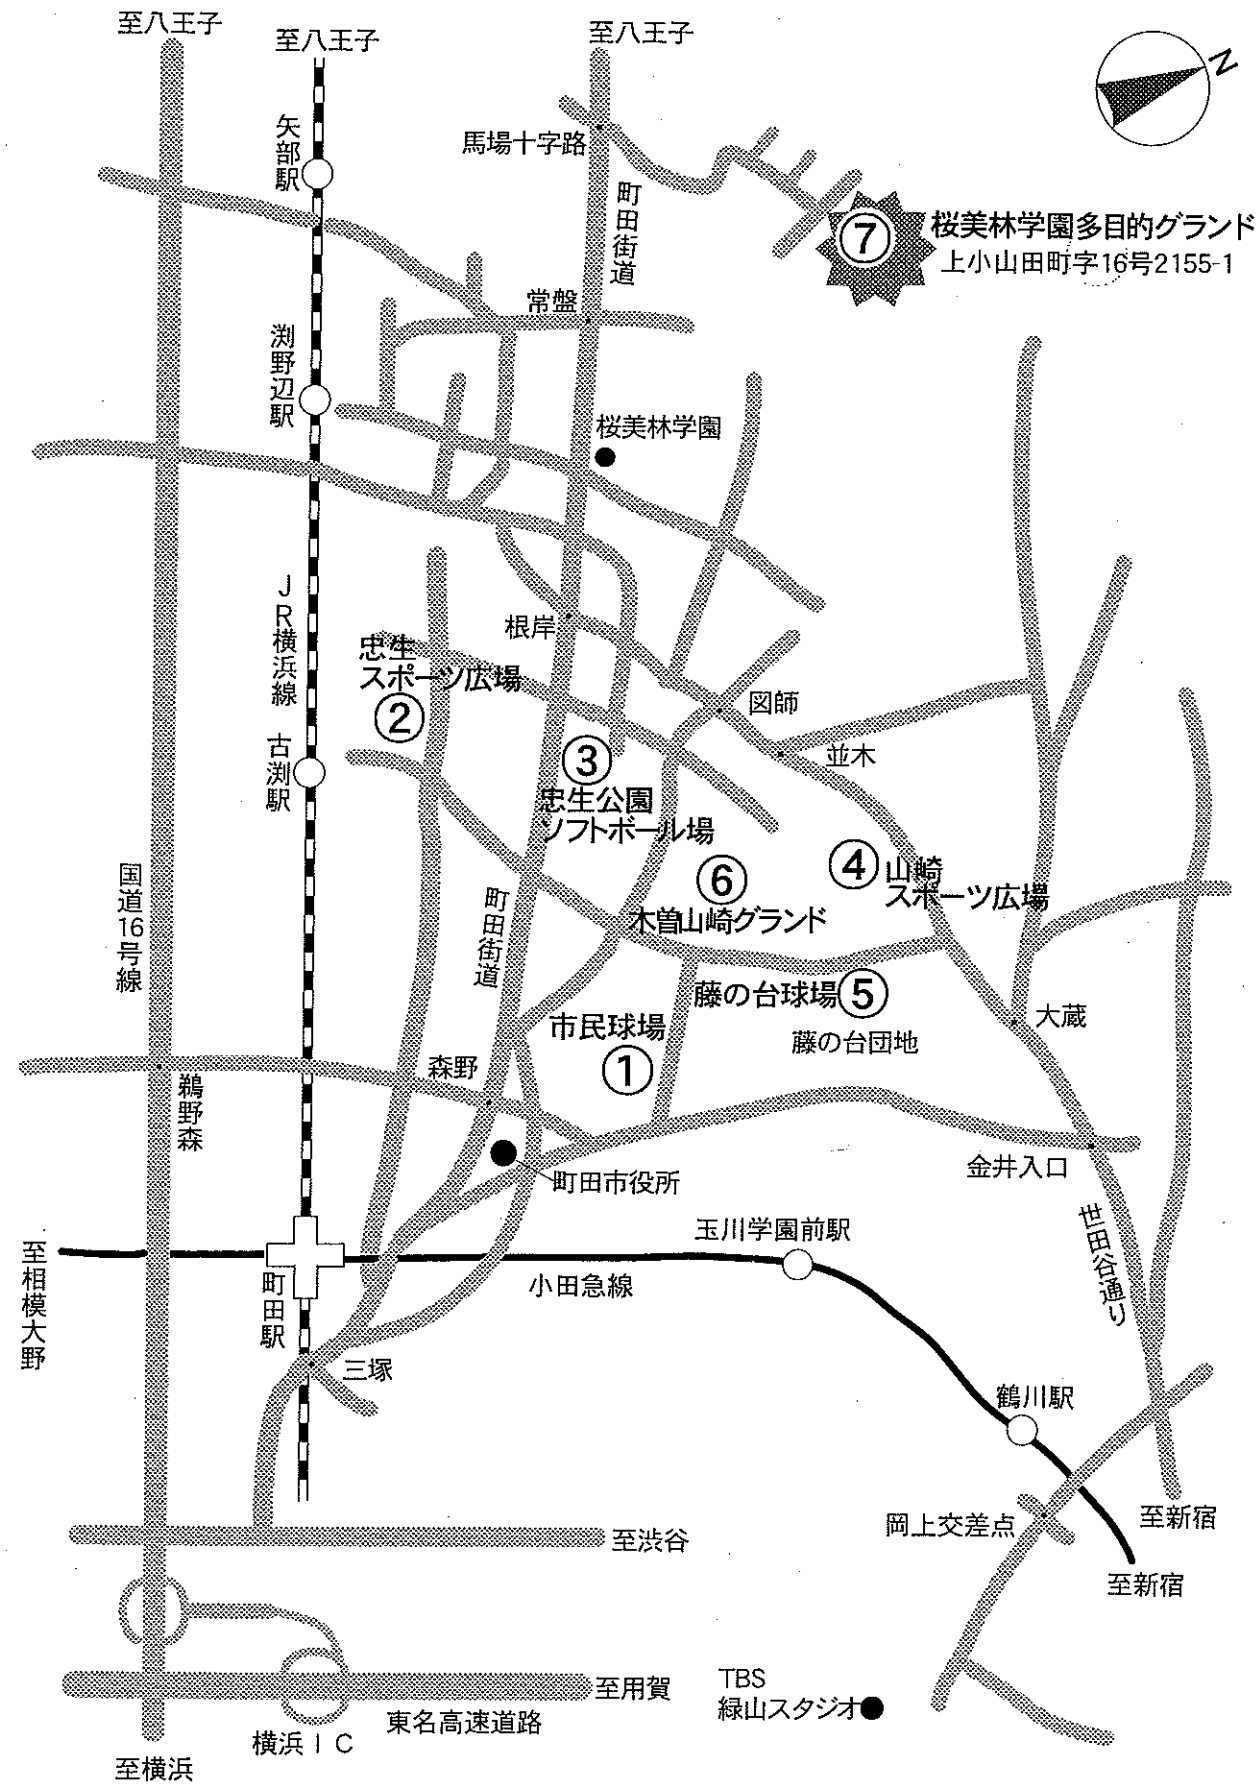 至八王子
至八王子
至八王子
N
矢部駅
馬場十字路
町田街道
⑦
桜美林学園多目的グランド
上小山田町字16号2155-1
常盤
渕野辺駅
桜美林学園
JR横浜線
根岸
忠生
スポーツ広場
②
図師
並木
古渕駅
③
忠生公園
ソフトボール場
④
山崎
スポーツ広場
⑥
木曽山崎グランド
国道16号線
町田街道
藤の台球場
⑤
藤の台団地
大蔵
市民球場
①
森野
鵜野森
町田市役所
金井入口
世田谷通り
玉川学園前駅
至相模大野
町田駅
小田急線
三塚
鶴川駅
岡上交差点
至新宿
至新宿
至渋谷
至用賀
TBS
緑山スタジオ
東名高速道路
横浜IC
至横浜